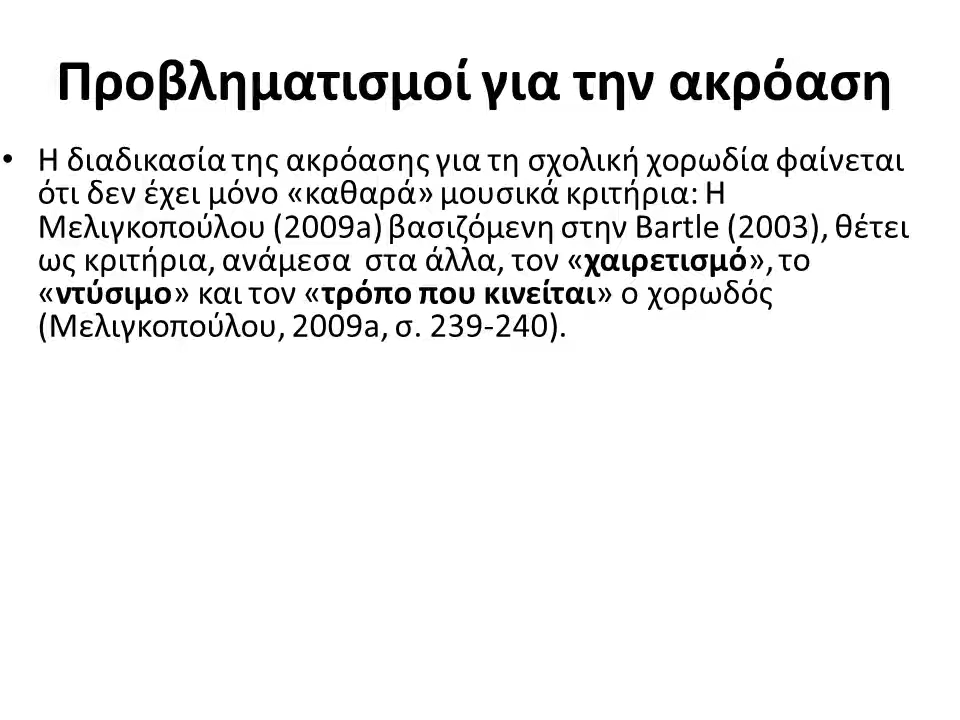 Προβληματισμοί για την ακρόαση
• Η διαδικασία της ακρόασης για τη σχολική χορωδία φαίνεται
ότι δεν έχει μόνο «καθαρά» μουσικά κριτήρια: Η
Μελιγκοπούλου (2009a) βασιζόμενη στην Bartle (2003), θέτει
ως κριτήρια, ανάμεσα στα άλλα, τον «χαιρετισμό», το
«ντύσιμο» και τον «τρόπο που κινείται» ο χορωδός
(Μελιγκοπούλου, 2009a, σ. 239-240).